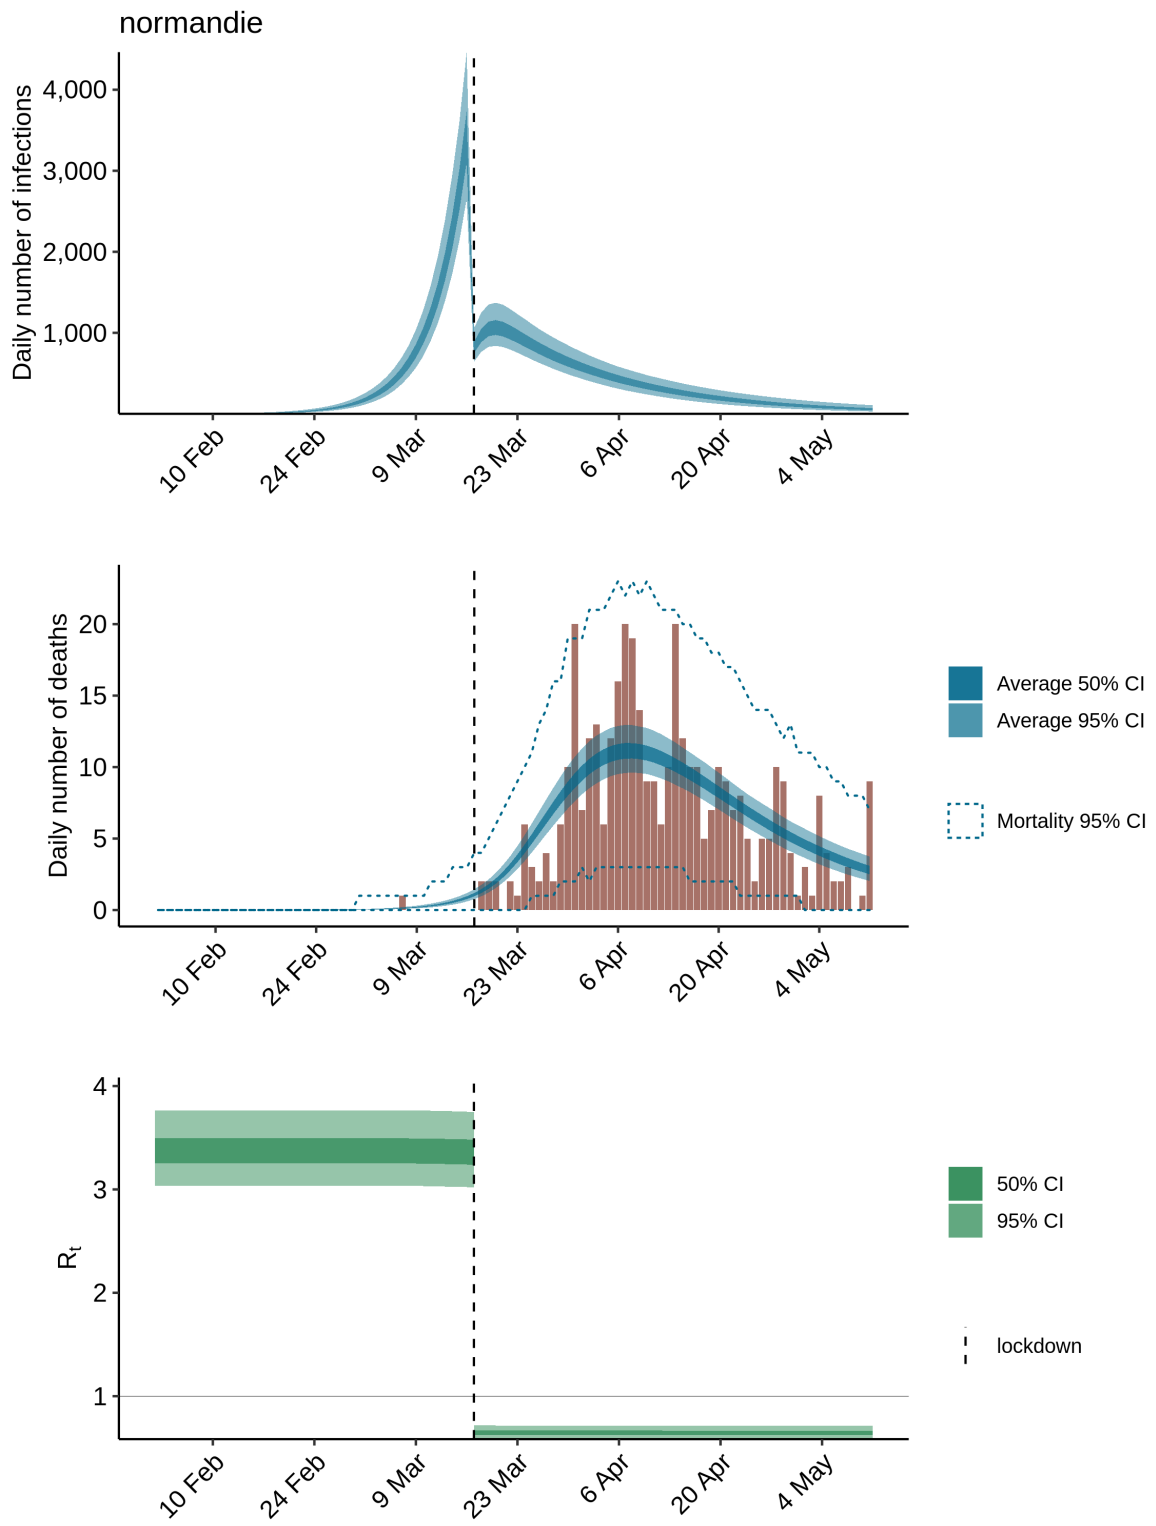 normandie
Daily number of infections
4,000
3,000
2,000
1,000
10 Feb
24 Feb
9 Mar
23 Mar
6 Apr
20 Apr
4 May
Daily number of deaths
20
15
10
5
0
10 Feb
24 Feb
9 Mar
23 Mar
6 Apr
20 Apr
4 May
Average 50% CI
Average 95% CI
Mortality 95% CI
Rt
4
3
2
1
10 Feb
24 Feb
9 Mar
23 Mar
6 Apr
20 Apr
4 May
50% CI
95% CI
lockdown